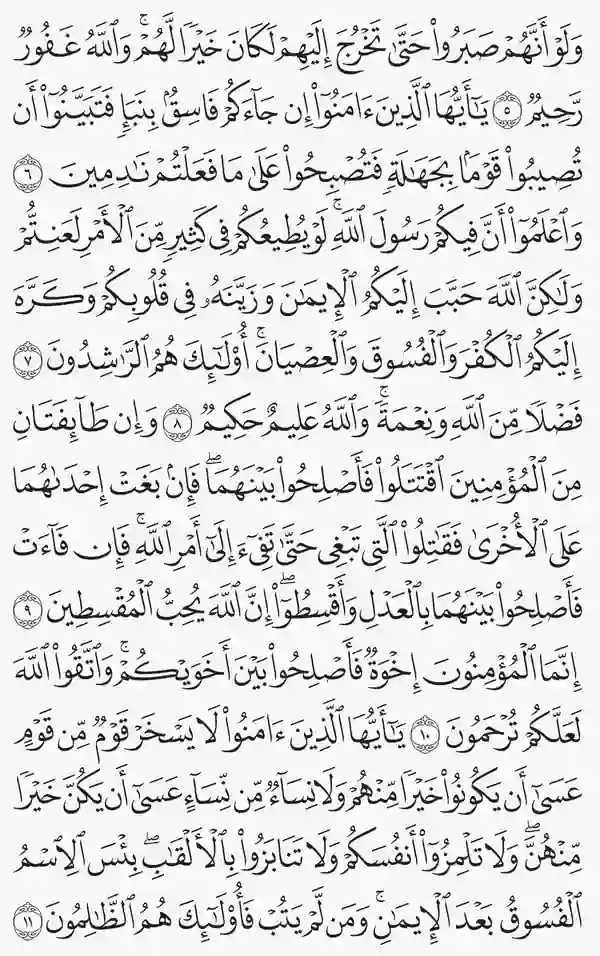 وَلَوْ أَنَّهُمْ صَبَرُوا۟ حَتَّىٰ تَخْرُجَ إِلَيْهِمْ لَكَانَ خَيْرًا لَّهُمْ ۚ وَٱللَّهُ غَفُورٌ
رَّحِيمٌ ٥ يَـٰٓأَيُّهَا ٱلَّذِينَ ءَامَنُوٓا۟ إِن جَآءَكُمْ فَاسِقٌۢ بِنَبَإٍ فَتَبَيَّنُوٓا۟ أَن
تُصِيبُوا۟ قَوْمًۢا بِجَهَـٰلَةٍ فَتُصْبِحُوا۟ عَلَىٰ مَا فَعَلْتُمْ نَـٰدِمِينَ ٦
وَٱعْلَمُوٓا۟ أَنَّ فِيكُمْ رَسُولَ ٱللَّهِ ۚ لَوْ يُطِيعُكُمْ فِى كَثِيرٍ مِّنَ ٱلْأَمْرِ لَعَنِتُّمْ
وَلَـٰكِنَّ ٱللَّهَ حَبَّبَ إِلَيْكُمُ ٱلْإِيمَـٰنَ وَزَيَّنَهُۥ فِى قُلُوبِكُمْ وَكَرَّهَ
إِلَيْكُمُ ٱلْكُفْرَ وَٱلْفُسُوقَ وَٱلْعِصْيَانَ ۚ أُو۟لَـٰٓئِكَ هُمُ ٱلرَّٰشِدُونَ ٧
فَضْلًا مِّنَ ٱللَّهِ وَنِعْمَةً ۚ وَٱللَّهُ عَلِيمٌ حَكِيمٌ ٨ وَإِن طَآئِفَتَانِ
مِنَ ٱلْمُؤْمِنِينَ ٱقْتَتَلُوا۟ فَأَصْلِحُوا۟ بَيْنَهُمَا ۖ فَإِنۢ بَغَتْ إِحْدَىٰهُمَا
عَلَى ٱلْأُخْرَىٰ فَقَـٰتِلُوا۟ ٱلَّتِى تَبْغِى حَتَّىٰ تَفِىٓءَ إِلَىٰٓ أَمْرِ ٱللَّهِ ۚ فَإِن فَآءَتْ
فَأَصْلِحُوا۟ بَيْنَهُمَا بِٱلْعَدْلِ وَأَقْسِطُوٓا۟ ۖ إِنَّ ٱللَّهَ يُحِبُّ ٱلْمُقْسِطِينَ ٩
إِنَّمَا ٱلْمُؤْمِنُونَ إِخْوَةٌ فَأَصْلِحُوا۟ بَيْنَ أَخَوَيْكُمْ ۚ وَٱتَّقُوا۟ ٱللَّهَ
لَعَلَّكُمْ تُرْحَمُونَ ١٠ يَـٰٓأَيُّهَا ٱلَّذِينَ ءَامَنُوا۟ لَا يَسْخَرْ قَوْمٌ مِّن قَوْمٍ
عَسَىٰٓ أَن يَكُونُوا۟ خَيْرًا مِّنْهُمْ وَلَا نِسَآءٌ مِّن نِّسَآءٍ عَسَىٰٓ أَن يَكُنَّ خَيْرًا
مِّنْهُنَّ ۖ وَلَا تَلْمِزُوٓا۟ أَنفُسَكُمْ وَلَا تَنَابَزُوا۟ بِٱلْأَلْقَـٰبِ ۖ بِئْسَ ٱلِٱسْمُ
ٱلْفُسُوقُ بَعْدَ ٱلْإِيمَـٰنِ ۚ وَمَن لَّمْ يَتُبْ فَأُو۟لَـٰٓئِكَ هُمُ ٱلظَّـٰلِمُونَ ١١